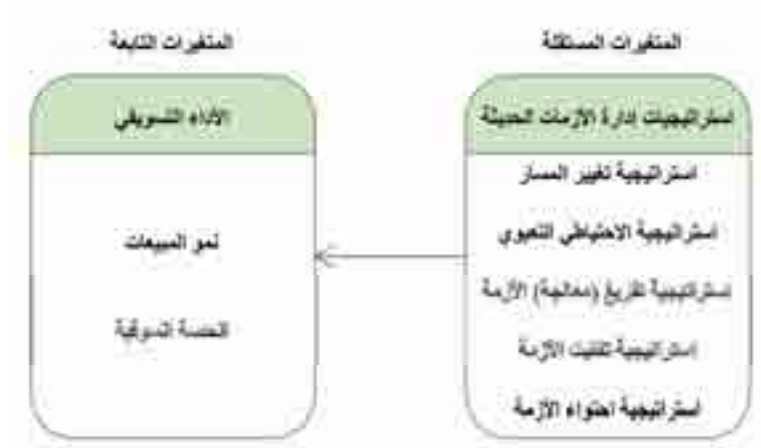 المتغيرات المستقلة
استراتيجيات إدارة الأزمات الحديثة
استراتيجية تغيير المسار
استراتيجية الاحتياطي التعبوي
استراتيجية تفريغ (معالجة) الأزمة
استراتيجية تفتيت الأزمة
استراتيجية احتواء الأزمة
المتغيرات التابعة
الأداء التسويقي
نمو المبيعات
الحصة السوقية